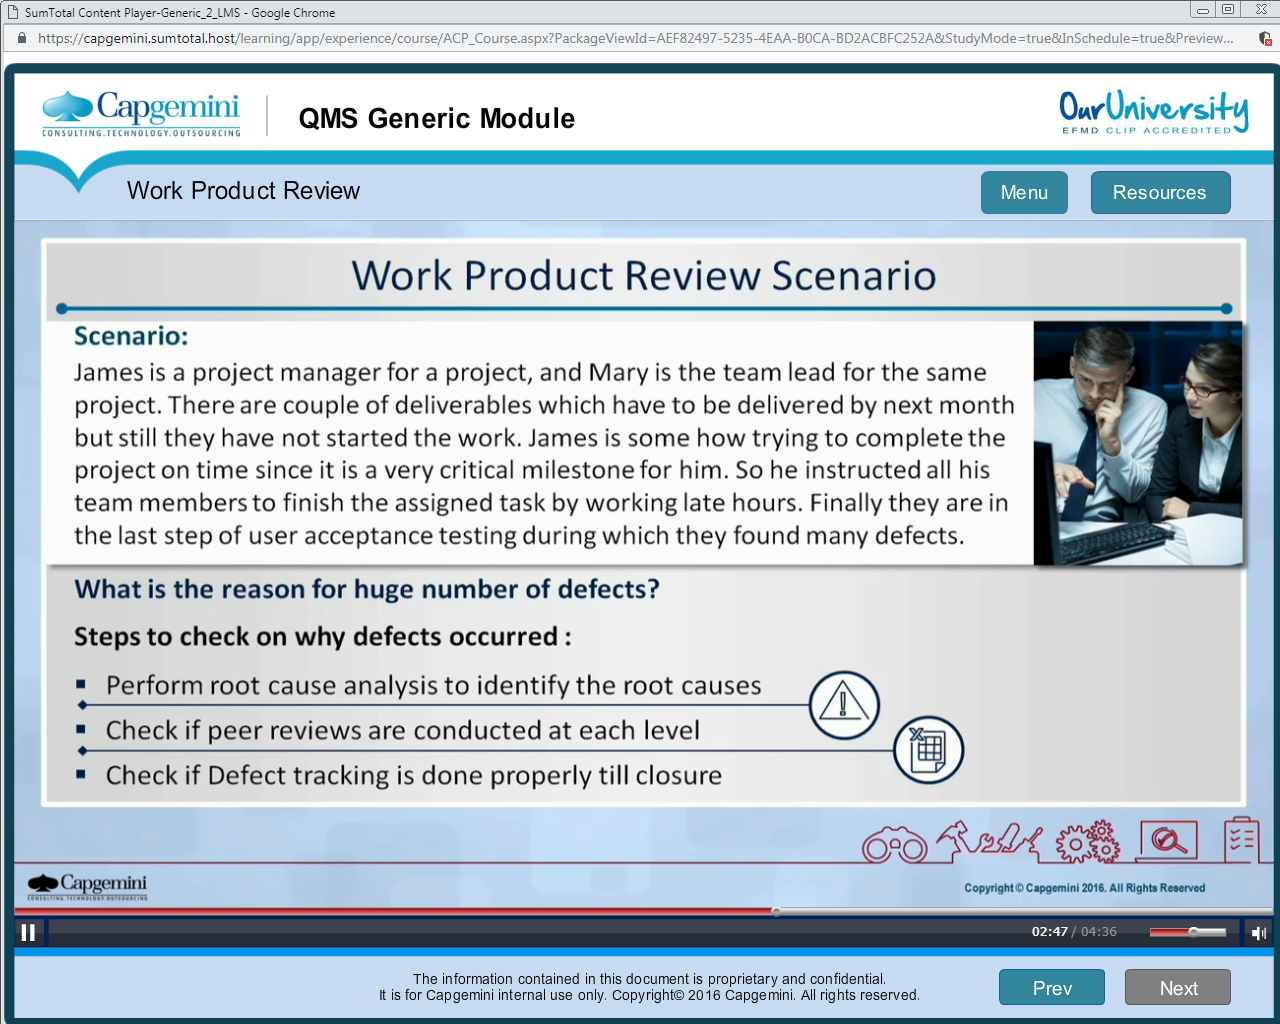 SumTotal Content Player-Generic_2_LMS - Google Chrome
https://capgemini.sumtotal.host/learning/app/experience/course/ACP_Course.aspx?PackageViewId=AEF82497-5235-4EAA-B0CA-BD2ACBFC252A&StudyMode=true&InSchedule=true&Preview...
Capgemini
CONSULTING.TECHNOLOGY.OUTSOURCING
QMS Generic Module
OurUniversity
EFMD CLIP ACCREDITED
Work Product Review
Menu
Resources
Work Product Review Scenario
Scenario:
James is a project manager for a project, and Mary is the team lead for the same
project. There are couple of deliverables which have to be delivered by next month
but still they have not started the work. James is some how trying to complete the
project on time since it is a very critical milestone for him. So he instructed all his
team members to finish the assigned task by working late hours. Finally they are in
the last step of user acceptance testing during which they found many defects.
What is the reason for huge number of defects?
Steps to check on why defects occurred :
Perform root cause analysis to identify the root causes
Check if peer reviews are conducted at each level
X
Check if Defect tracking is done properly till closure
Capgemini
CONSULTING.TECHNOLOGY.OUTSOURCING
Copyright © Capgemini 2016. All Rights Reserved
02:47 / 04:36
The information contained in this document is proprietary and confidential.
It is for Capgemini internal use only. Copyright© 2016 Capgemini. All rights reserved.
Prev
Next